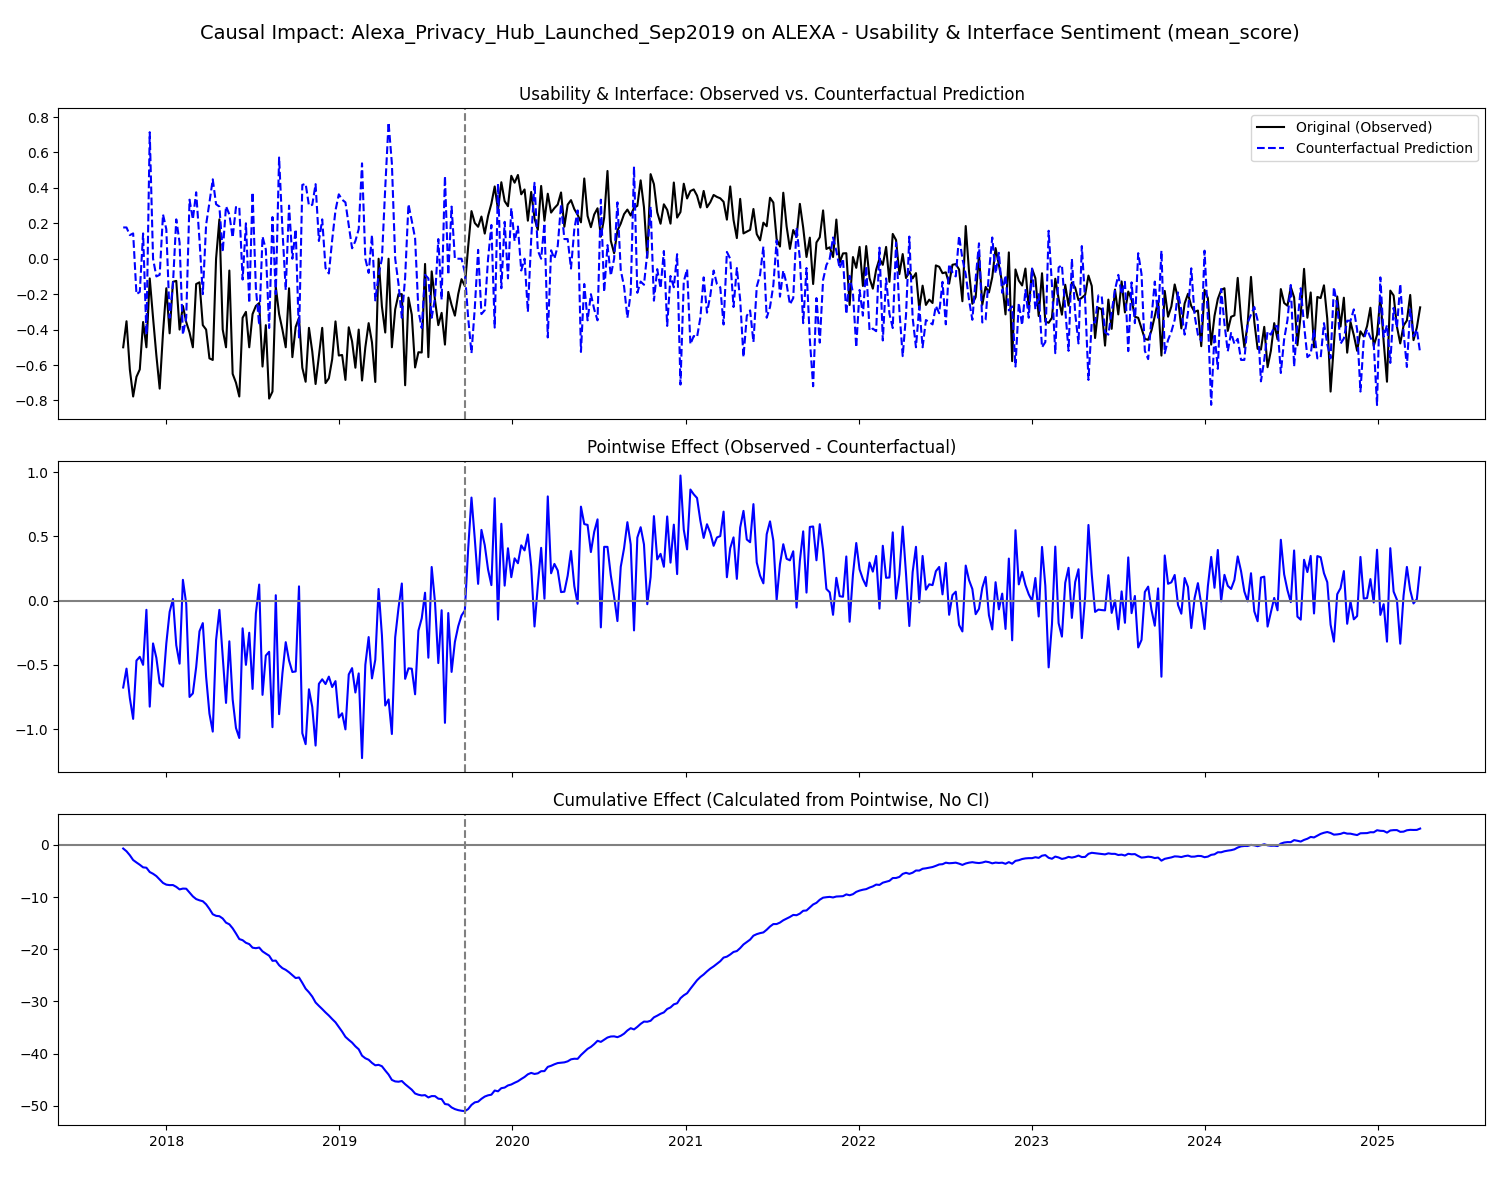 Causal Impact: Alexa_Privacy_Hub_Launched_Sep2019 on ALEXA - Usability & Interface Sentiment (mean_score)
Usability & Interface: Observed vs. Counterfactual Prediction
Original (Observed)
Counterfactual Prediction
0.8
0.6
0.4
0.2
0.0
−0.2
−0.4
−0.6
−0.8
Pointwise Effect (Observed - Counterfactual)
1.0
0.5
0.0
−0.5
−1.0
Cumulative Effect (Calculated from Pointwise, No CI)
0
−10
−20
−30
−40
−50
2018 2019 2020 2021 2022 2023 2024 2025